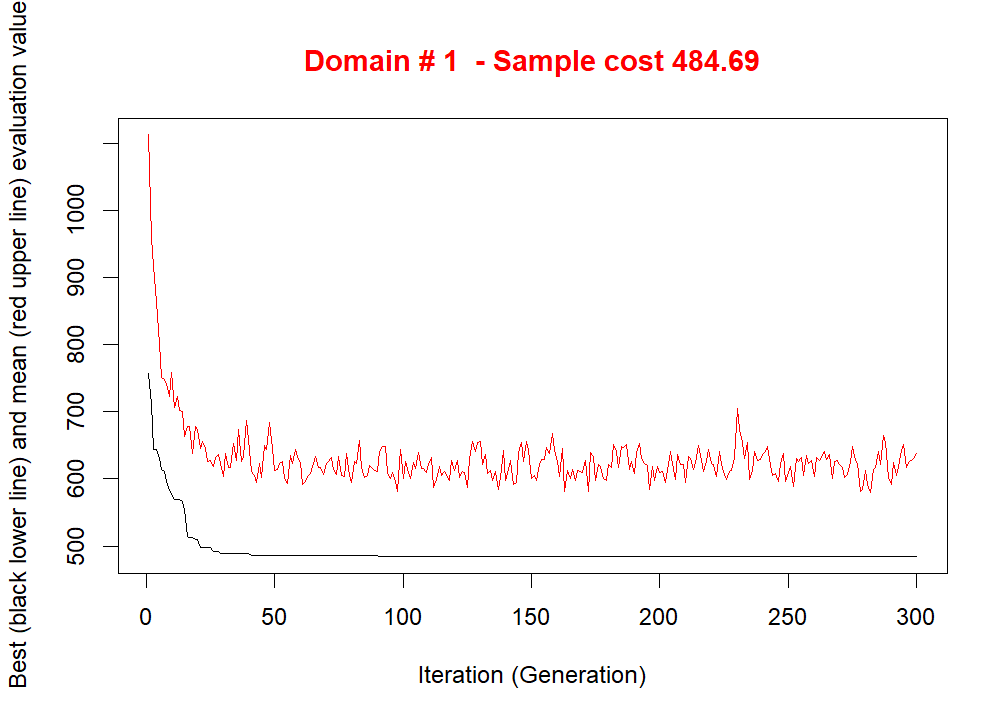 Domain # 1 - Sample cost 484.69
Best (black lower line) and mean (red upper line) evaluation value
1000
900
800
700
600
500
0 50 100 150 200 250 300
Iteration (Generation)